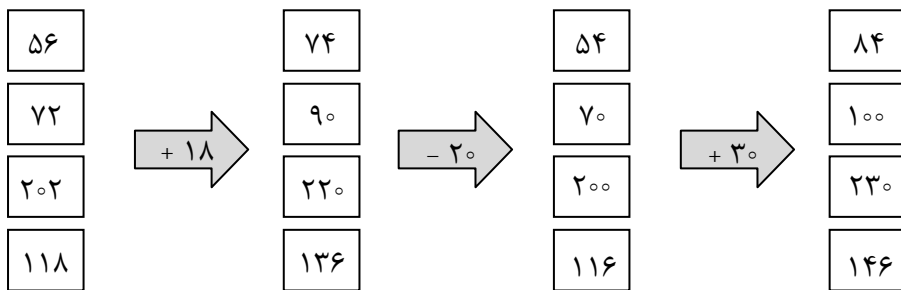 ۵۶ ۷۴ ۵۴ ۸۴
۷۲ ۹۰ ۷۰ ۱۰۰
+ ۱۸ − ۲۰ + ۳۰
۲۰۲ ۲۲۰ ۲۰۰ ۲۳۰
۱۱۸ ۱۳۶ ۱۱۶ ۱۴۶